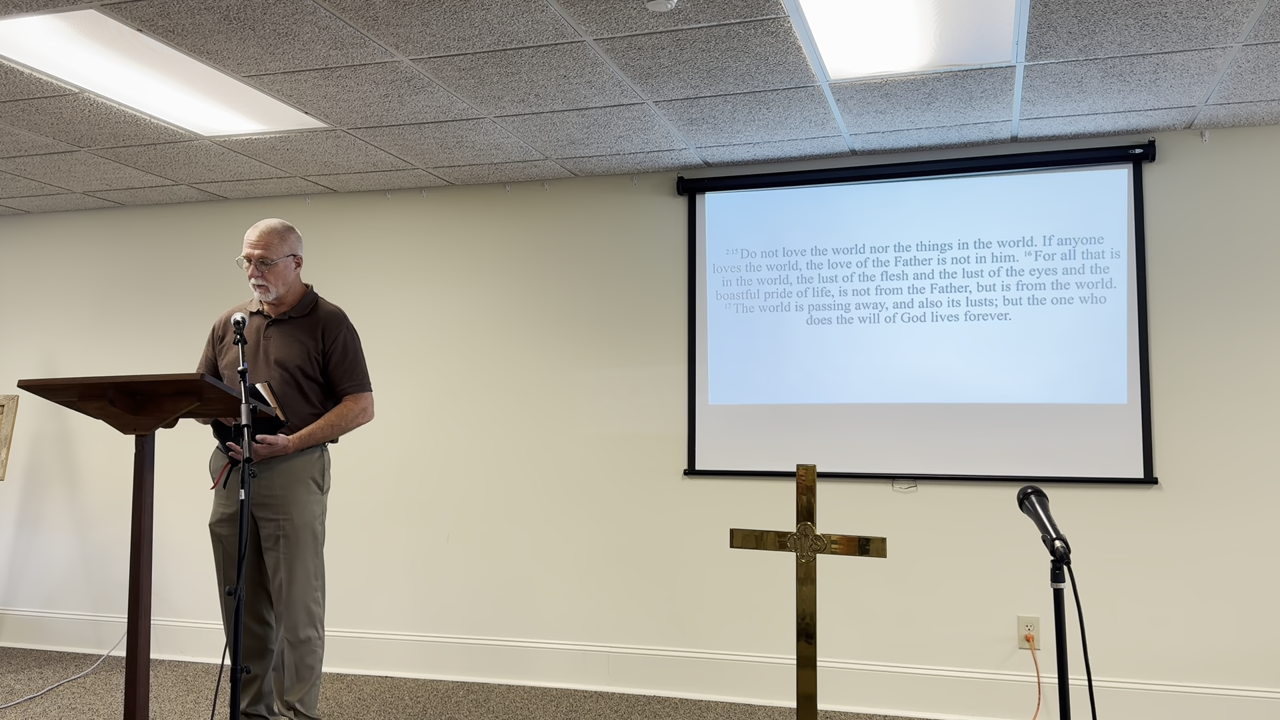 2:15 Do not love the world nor the things in the world. If anyone
loves the world, the love of the Father is not in him. 16 For all that is
in the world, the lust of the flesh and the lust of the eyes and the
boastful pride of life, is not from the Father, but is from the world.
17 The world is passing away, and also its lusts; but the one who
does the will of God lives forever.